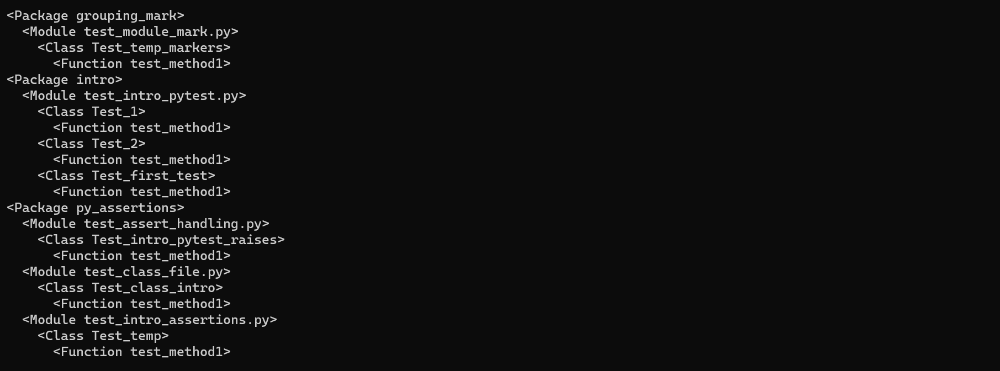 <Package grouping_mark>
  <Module test_module_mark.py>
    <Class Test_temp_markers>
      <Function test_method1>
<Package intro>
  <Module test_intro_pytest.py>
    <Class Test_1>
      <Function test_method1>
    <Class Test_2>
      <Function test_method1>
    <Class Test_first_test>
      <Function test_method1>
<Package py_assertions>
  <Module test_assert_handling.py>
    <Class Test_intro_pytest_raises>
      <Function test_method1>
  <Module test_class_file.py>
    <Class Test_class_intro>
      <Function test_method1>
  <Module test_intro_assertions.py>
    <Class Test_temp>
      <Function test_method1>